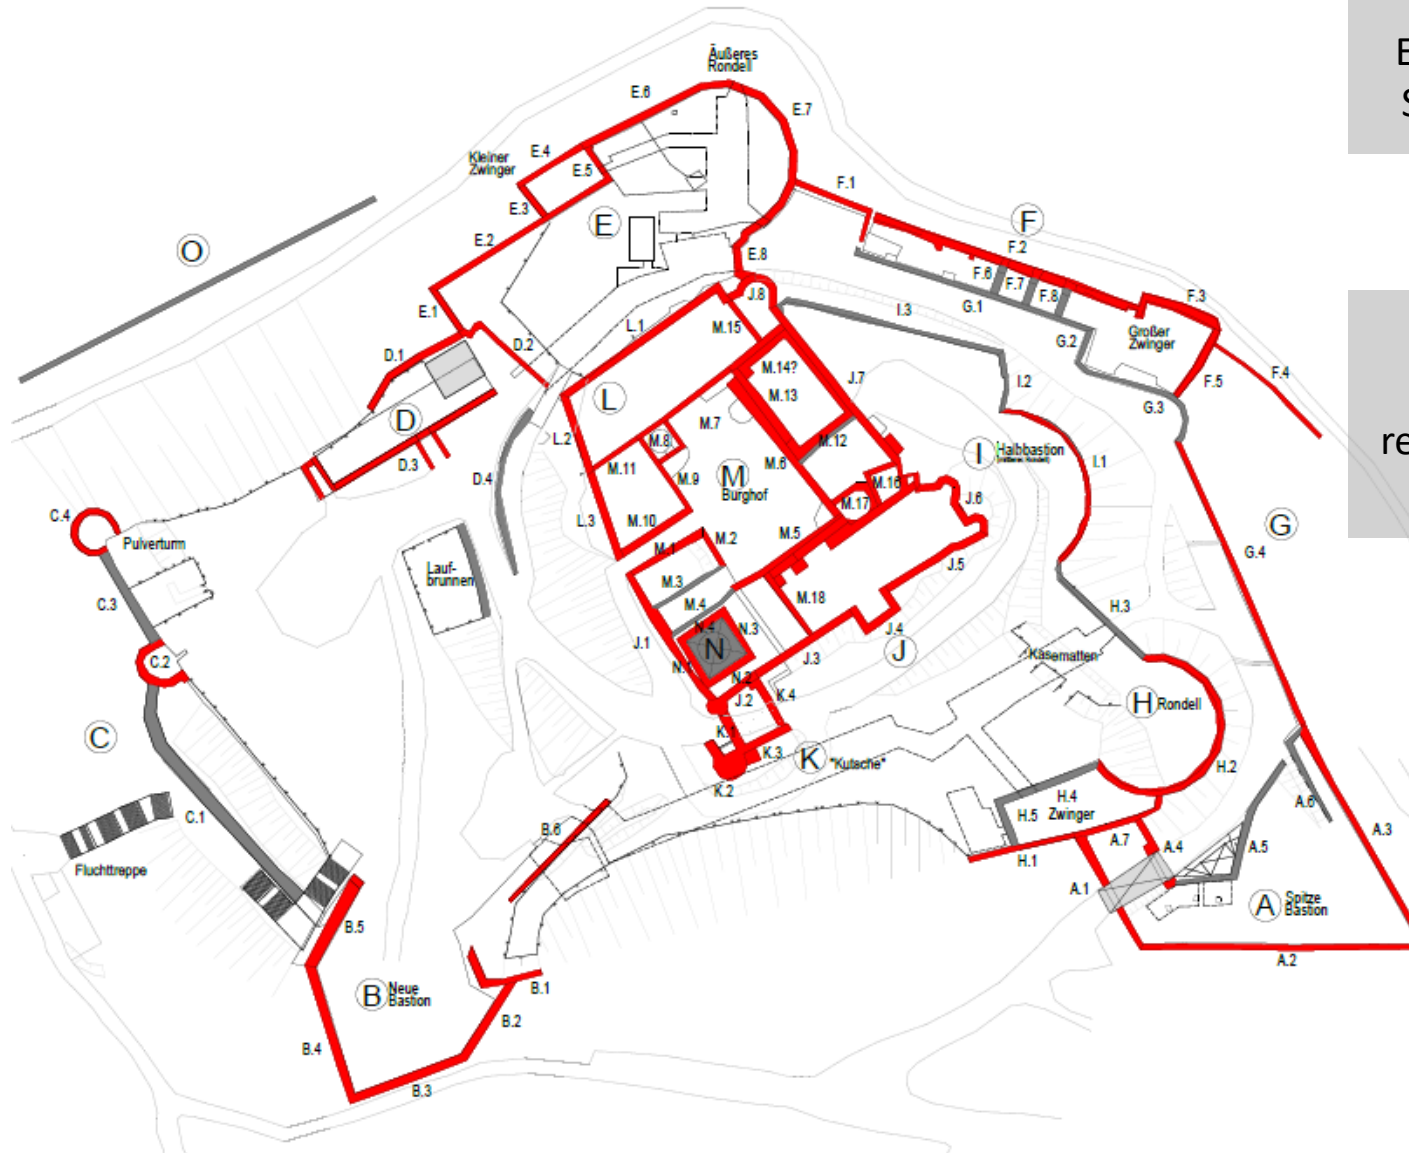 Äußeres
Rondell
E.6
E.7
E
S
Kleiner
Zwinger
E.4
E.5
E.3
E
E.2
E.8
F.1
F
F.2
F.6
F.7
F.8
F.3
O
E.1
L.1
J.8
M.15
I.3
G.1
G.2
Großer
Zwinger
F.5
F.4
D.1
D.2
M.14?
M.13
J.7
I.2
G.3
D
L
M.7
L.2
M.8
M.12
I
Halbbastion
(mittleres Rondell)
I.1
re
D.3
D.4
M.11
M.9
M
Burghof
M.6
M.16
M.17
J.6
C.4
Pulverturm
L.3
M.10
M.5
G
G.4
M.1
M.2
J.5
Lauf-
brunnen
C.3
M.3
M.4
M.18
H.3
N.4
N.3
J.4
J.1
N
J
Kasematten
C.2
N.1
N.2
J.3
J.2
K.4
H
Rondell
C
K.1
K.3
K
"Kutsche"
K.2
H.2
C.1
B.6
H.5
H.4
Zwinger
A.6
A.3
Fluchttreppe
H.1
A.7
A.4
A.5
A.1
A
Spitze
Bastion
B.5
A.2
B
Neue
Bastion
B.1
B.2
B.4
B.3